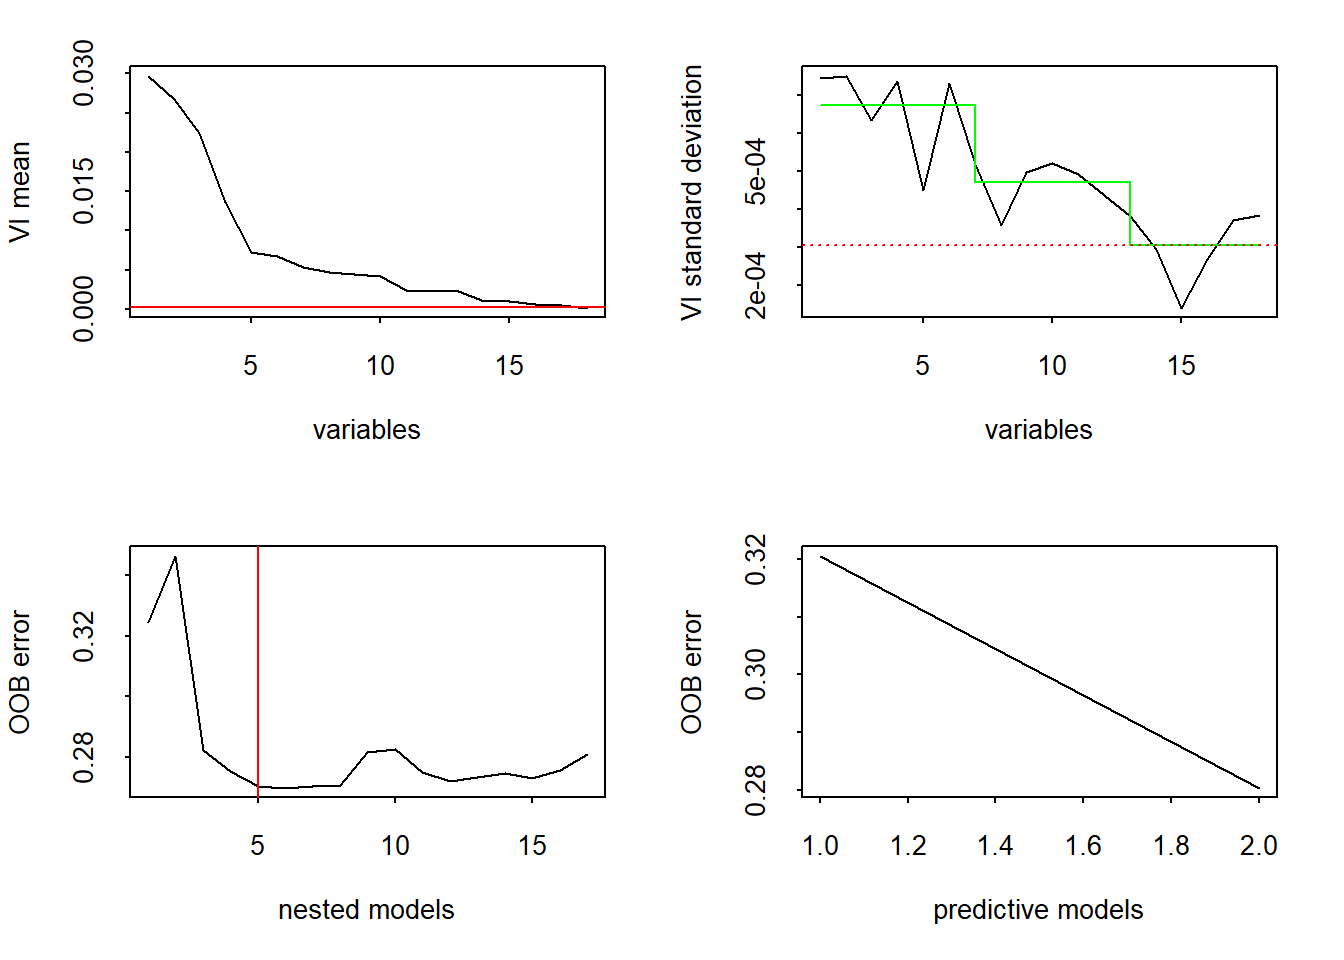 VI mean
0.030
0.015
0.000
5 10 15
variables
VI standard deviation
5e-04
2e-04
5 10 15
variables
OOB error
0.32
0.28
5 10 15
nested models
OOB error
0.32
0.30
0.28
1.0 1.2 1.4 1.6 1.8 2.0
predictive models